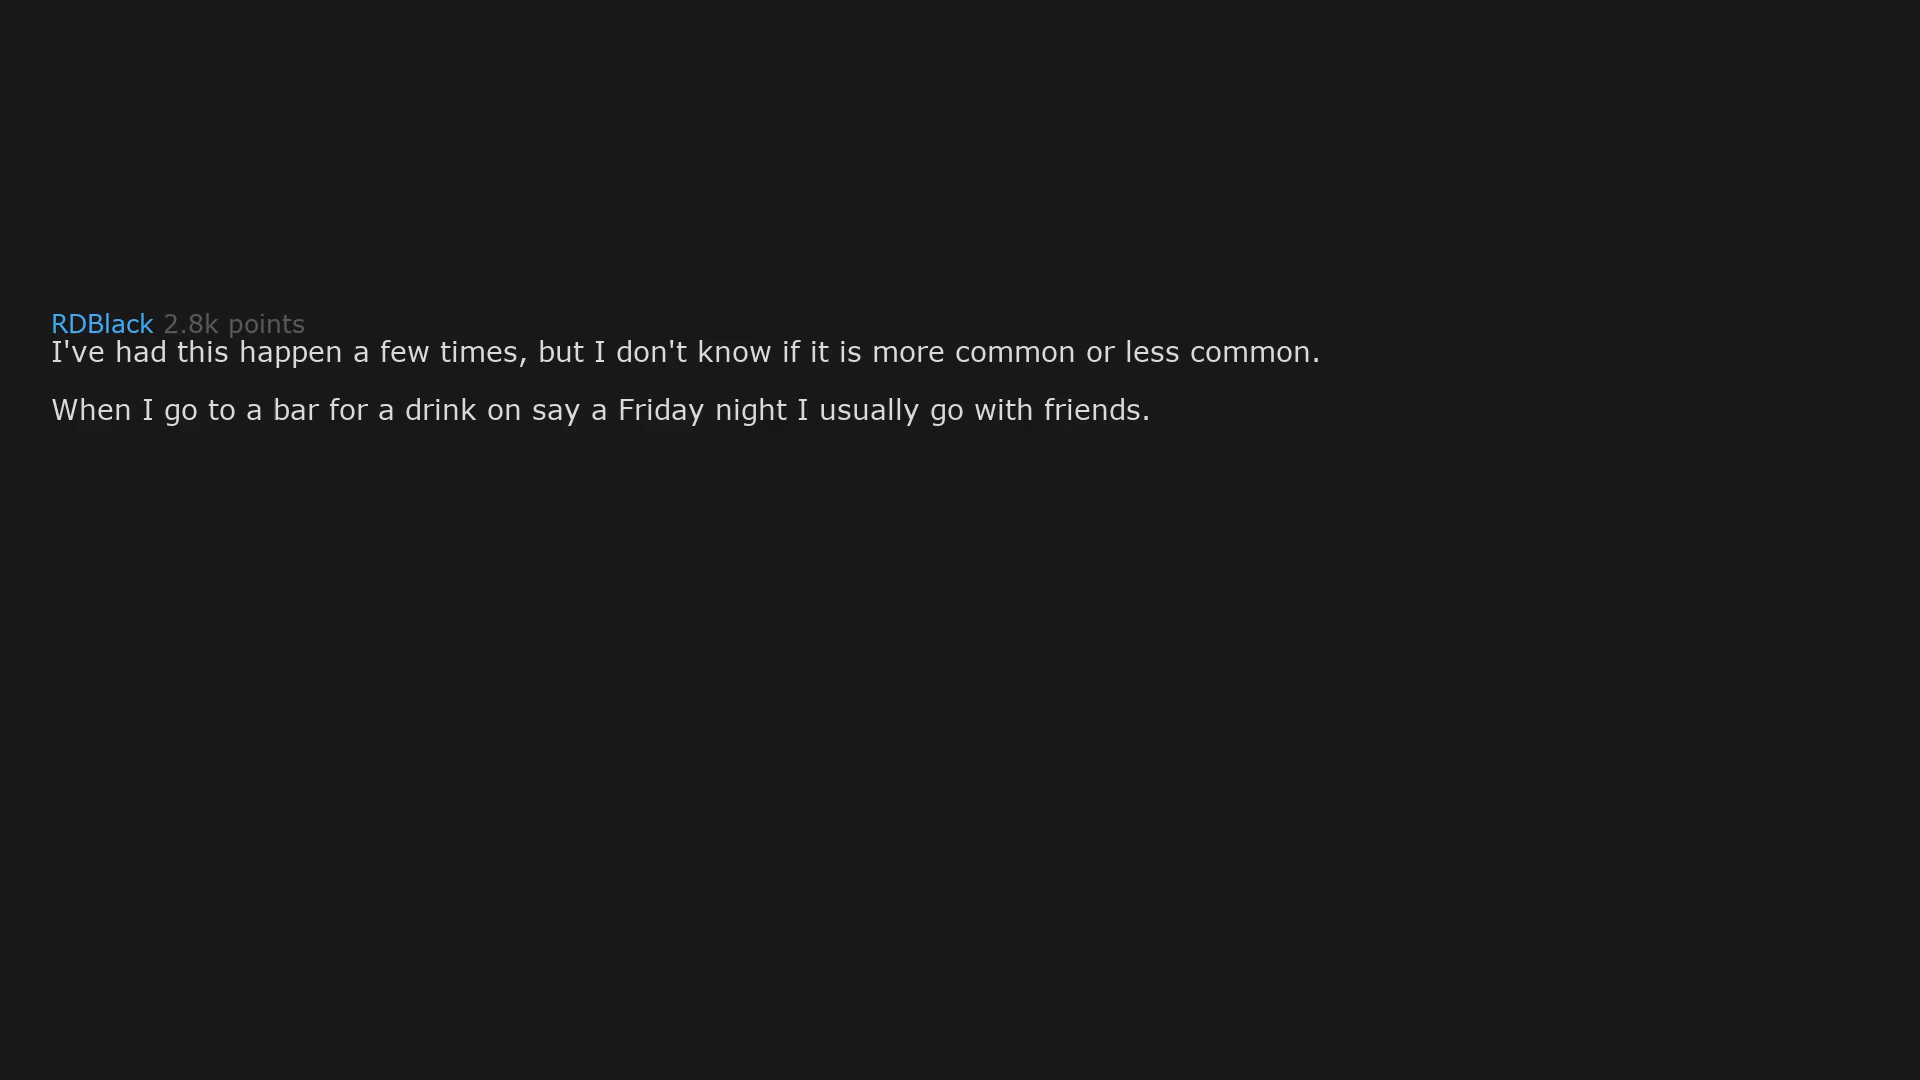 RDBlack 2.8k points
I've had this happen a few times, but I don't know if it is more common or less common.
When I go to a bar for a drink on say a Friday night I usually go with friends.